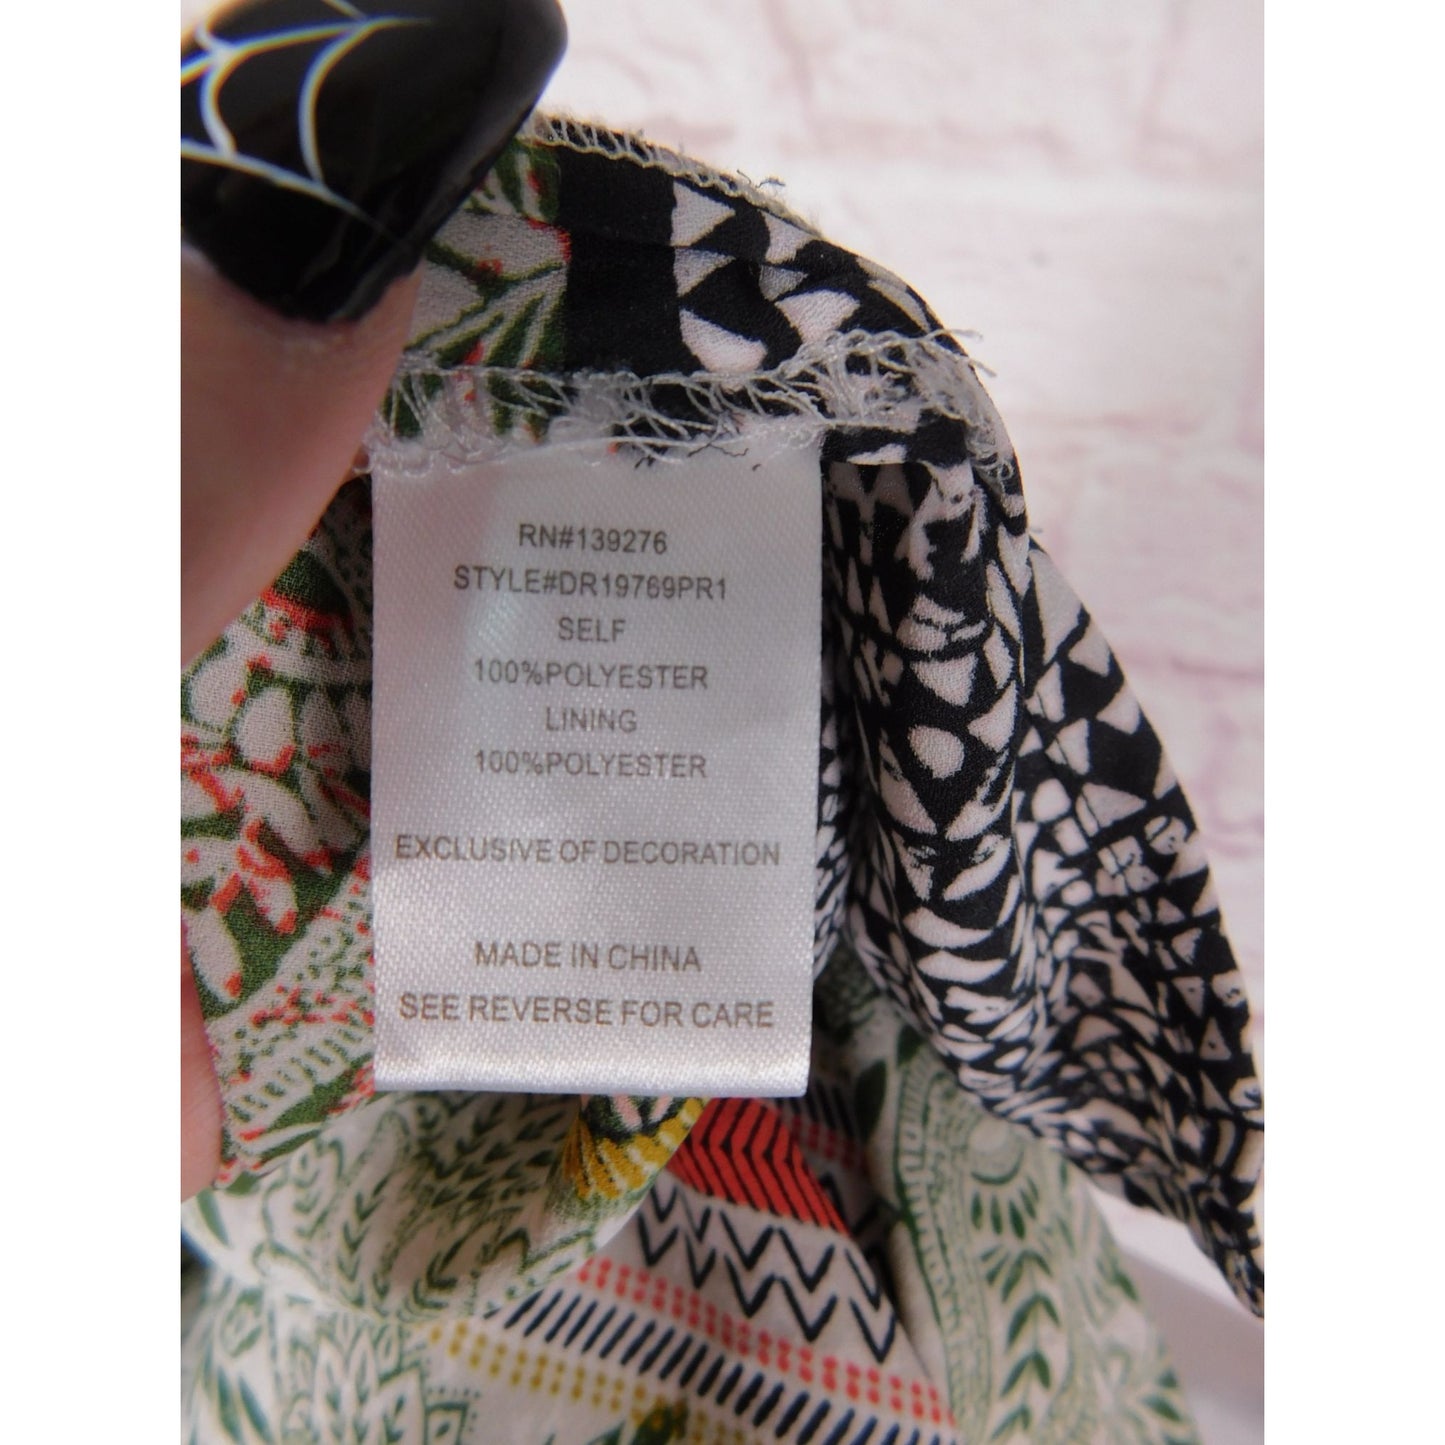 RN#139276
STYLE#DR19769PR1
SELF
100%POLYESTER
LINING
100%POLYESTER
EXCLUSIVE OF DECORATION
MADE IN CHINA
SEE REVERSE FOR CARE